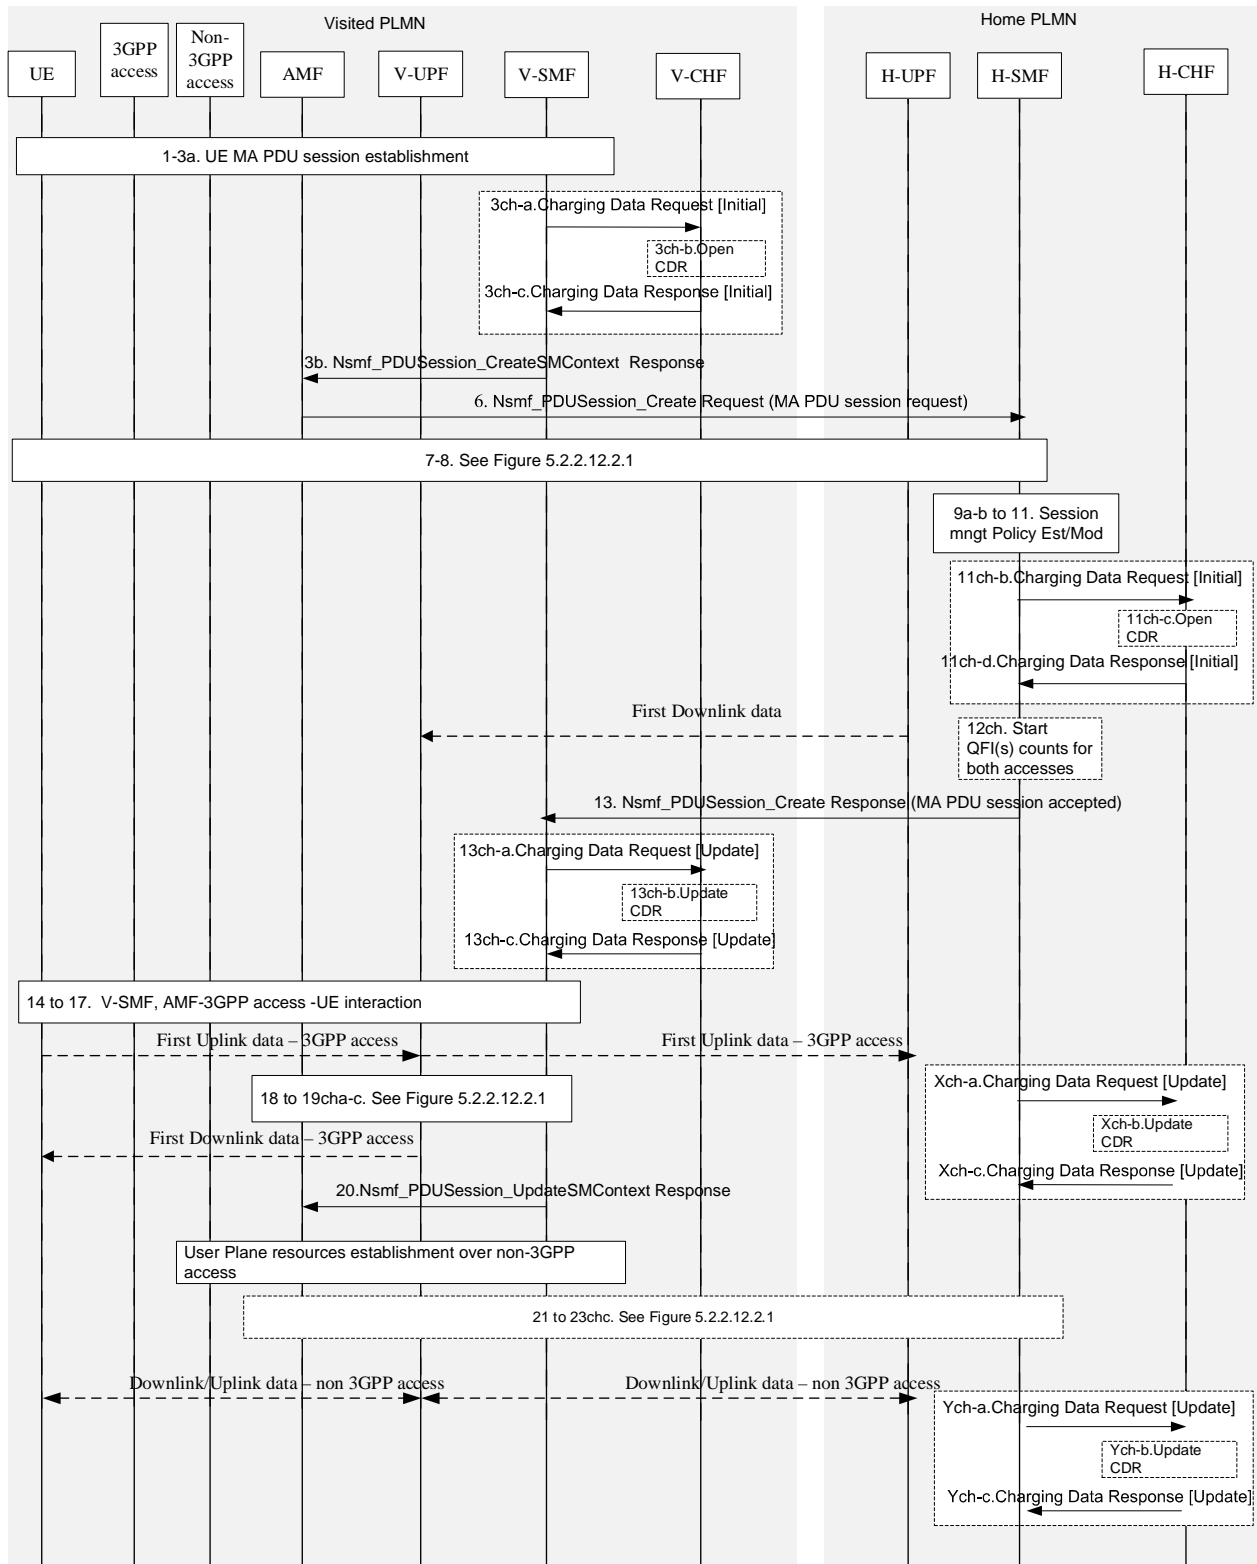 Visited PLMN
Home PLMN
UE
3GPP
access
Non-
3GPP
access
AMF
V-UPF
V-SMF
V-CHF
H-UPF
H-SMF
H-CHF
1-3a. UE MA PDU session establishment
3ch-a.Charging Data Request [Initial]
3ch-b.Open
CDR
3ch-c.Charging Data Response [Initial]
3b. Nsmf_PDUSession_CreateSMContext Response
6. Nsmf_PDUSession_Create Request (MA PDU session request)
7-8. See Figure 5.2.2.12.2.1
9a-b to 11. Session
mngt Policy Est/Mod
11ch-b.Charging Data Request [Initial]
11ch-c.Open
CDR
11ch-d.Charging Data Response [Initial]
First Downlink data
12ch. Start
QFI(s) counts for
both accesses
13. Nsmf_PDUSession_Create Response (MA PDU session accepted)
13ch-a.Charging Data Request [Update]
13ch-b.Update
CDR
13ch-c.Charging Data Response [Update]
14 to 17. V-SMF, AMF-3GPP access -UE interaction
First Uplink data – 3GPP access
First Uplink data – 3GPP access
Xch-a.Charging Data Request [Update]
18 to 19cha-c. See Figure 5.2.2.12.2.1
Xch-b.Update
CDR
First Downlink data – 3GPP access
Xch-c.Charging Data Response [Update]
20.Nsmf_PDUSession_UpdateSMContext Response
User Plane resources establishment over non-3GPP
access
21 to 23chc. See Figure 5.2.2.12.2.1
Downlink/Uplink data – non 3GPP access
Downlink/Uplink data – non 3GPP access
Ych-a.Charging Data Request [Update]
Ych-b.Update
CDR
Ych-c.Charging Data Response [Update]